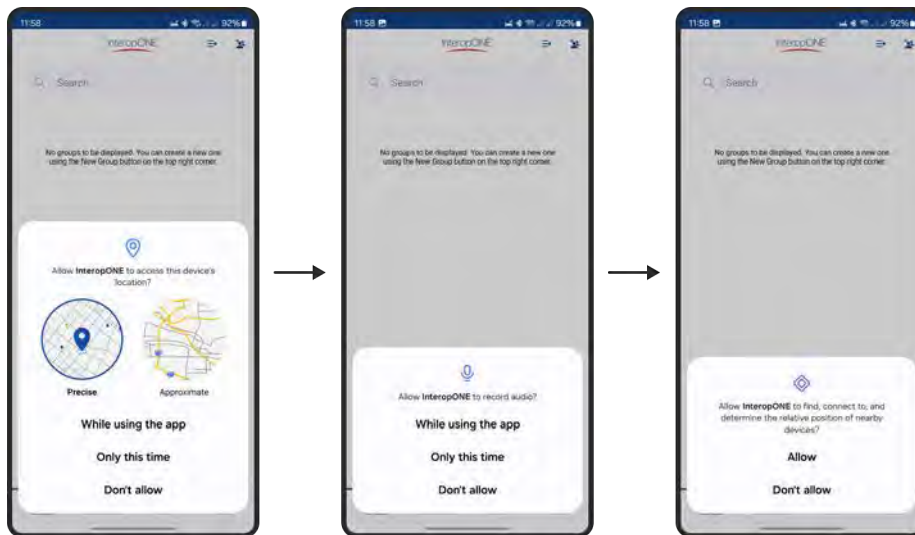 11:58
92%
InteropONE
Search
No groups to be displayed. You can create a new one
using the New Group button on the top right corner.
Allow InteropONE to access this device's
location?
Precise
Approximate
While using the app
Only this time
Don't allow
11:58
92%
InteropONE
Search
No groups to be displayed. You can create a new one
using the New Group button on the top right corner.
Allow InteropONE to record audio?
While using the app
Only this time
Don't allow
11:58
92%
InteropONE
Search
No groups to be displayed. You can create a new one
using the New Group button on the top right corner.
Allow InteropONE to find, connect to, and
determine the relative position of nearby
devices?
Allow
Don't allow